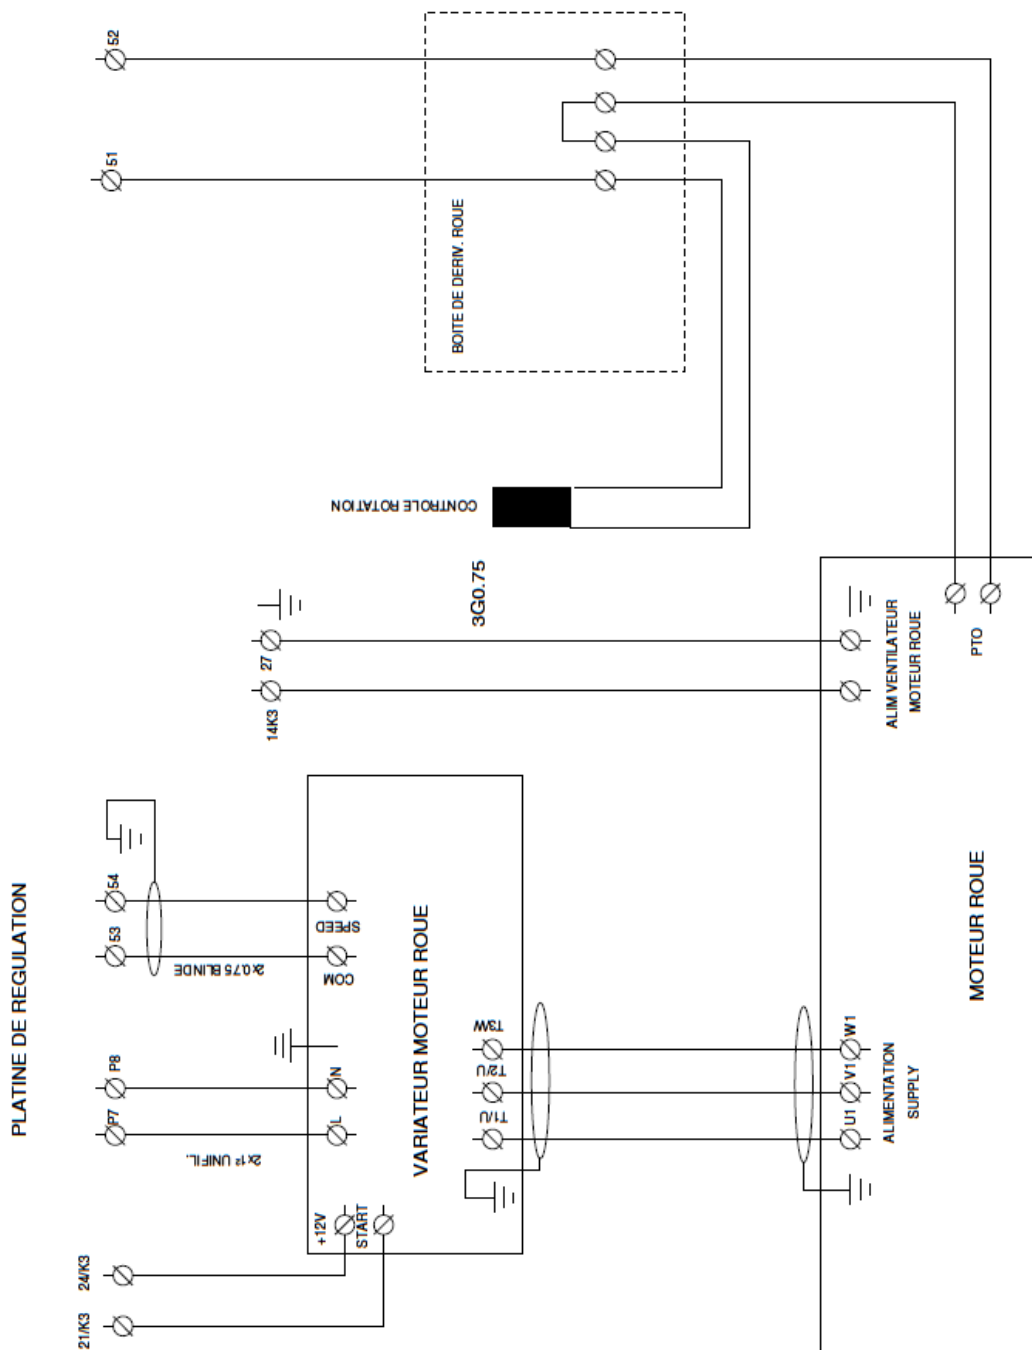 52
51
BOITE DE DERIV. ROUE
CONTROLE ROTATION
3G0.75
27
14K3
ALIM VENTILATEUR
MOTEUR ROUE
PTO
PLATINE DE REGULATION
54
53
2x0.75 BLINDE
SPEED
COM
P8
P7
2x1² UNIFIL.
N
L
VARIATEUR MOTEUR ROUE
T3/W
T2/U
T1/U
+12V
START
24/K3
21/K3
W1
V1
U1
ALIMENTATION
SUPPLY
MOTEUR ROUE